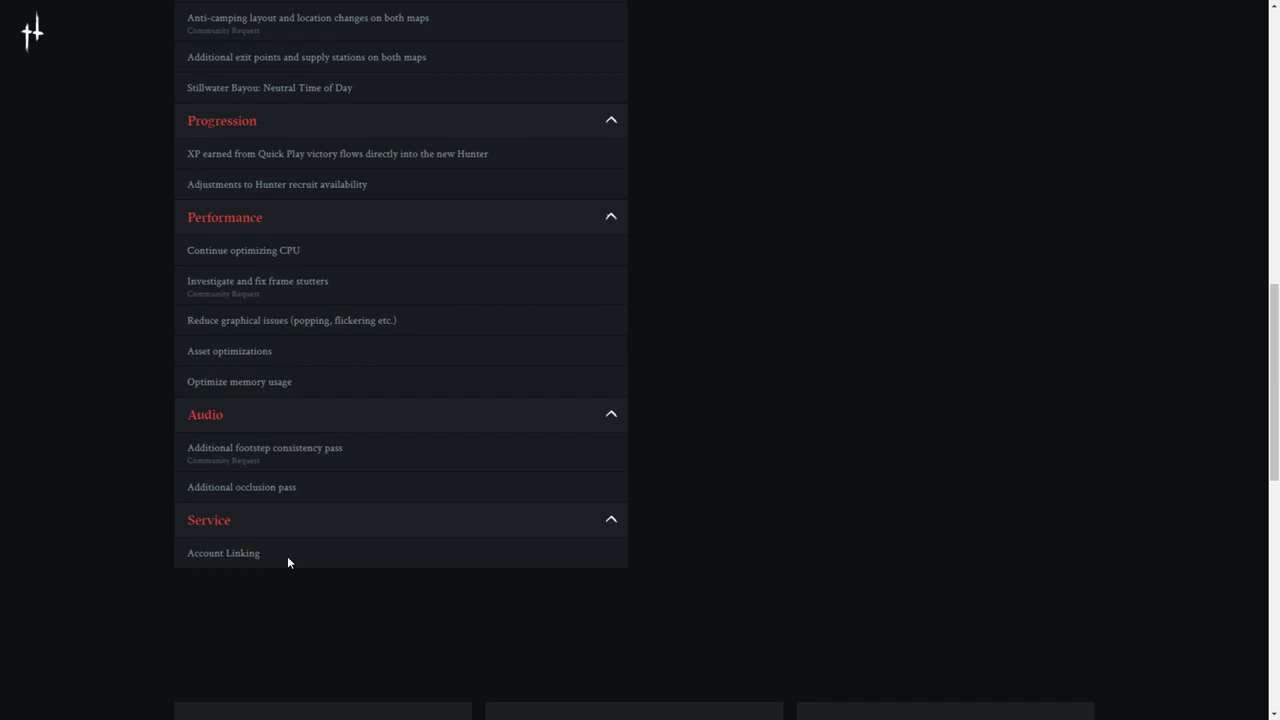 Anti-camping layout and location changes on both maps
Community Request
Additional exit points and supply stations on both maps
Stillwater Bayou: Neutral Time of Day
Progression
XP earned from Quick Play victory flows directly into the new Hunter
Adjustments to Hunter recruit availability
Performance
Continue optimizing CPU
Investigate and fix frame stutters
Community Request
Reduce graphical issues (popping, flickering etc.)
Asset optimizations
Optimize memory usage
Audio
Additional footstep consistency pass
Community Request
Additional occlusion pass
Service
Account Linking